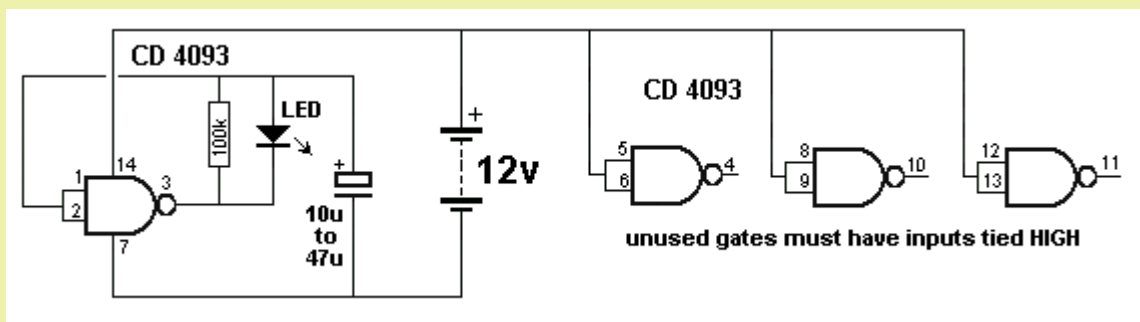 CD 4093
100k
LED
1
2
14
3
7
+
10u
to
47u
+
12v
CD 4093
5
6
4
8
9
10
12
13
11
unused gates must have inputs tied HIGH